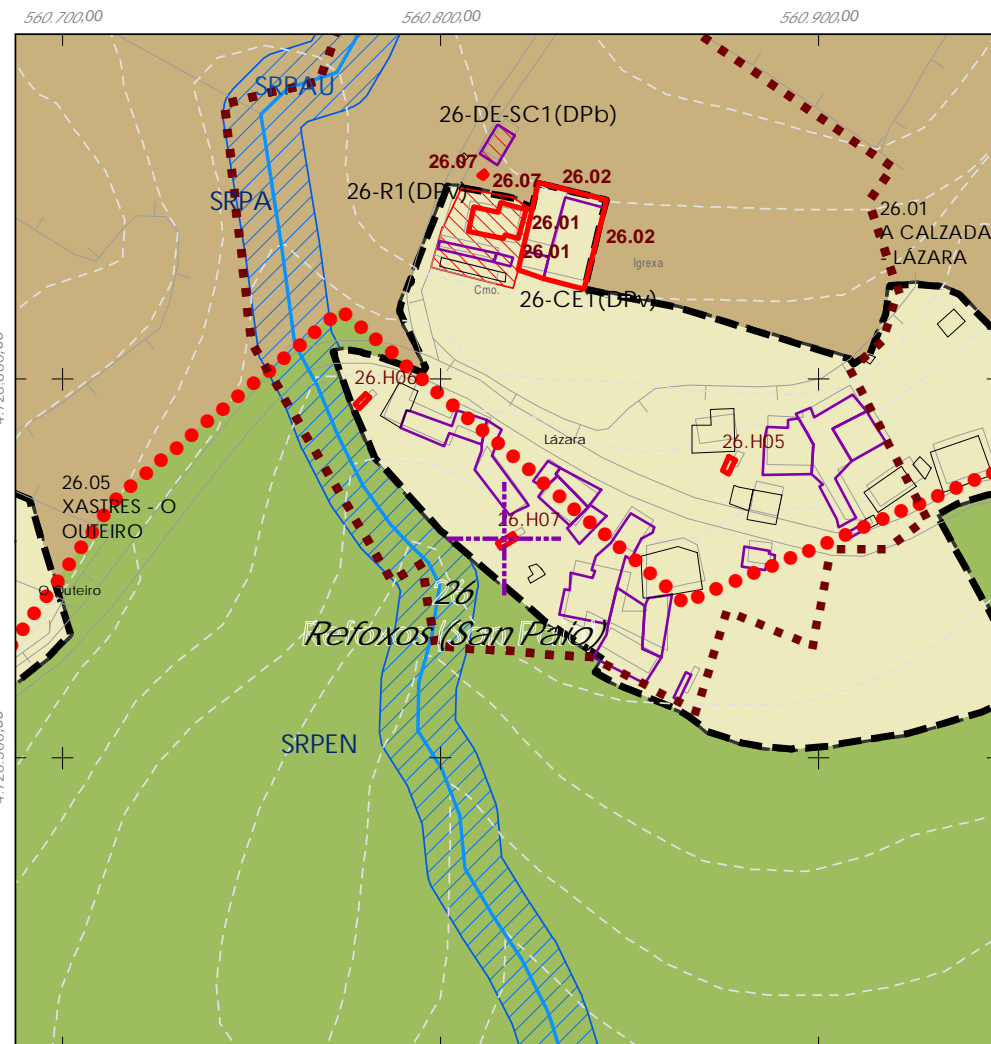 560.700,00
560.800,00
560.900,00
SRPAU
26-DE-SC1(DPb)
26.07
26.07
26.02
26-R1(DPv)
SRPA
26.01
26.01
A CALZADA
- LÁZARA
26.02
26.01
Igrexa
Cmo.
26-CE1(DPv)
26.H06
Lázara
26.H05
26.05
XASTRES - O
OUTEIRO
26.H07
O Outeiro
26
Refoxos (San Paio)
SRPEN